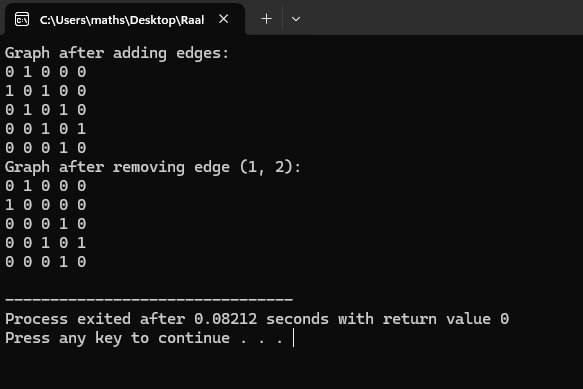 C:\Users\maths\Desktop\Raal
Graph after adding edges:
0 1 0 0 0
1 0 1 0 0
0 1 0 1 0
0 0 1 0 1
0 0 0 1 0
Graph after removing edge (1, 2):
0 1 0 0 0
1 0 0 0 0
0 0 0 1 0
0 0 1 0 1
0 0 0 1 0
--------------------------------
Process exited after 0.08212 seconds with return value 0
Press any key to continue . . .